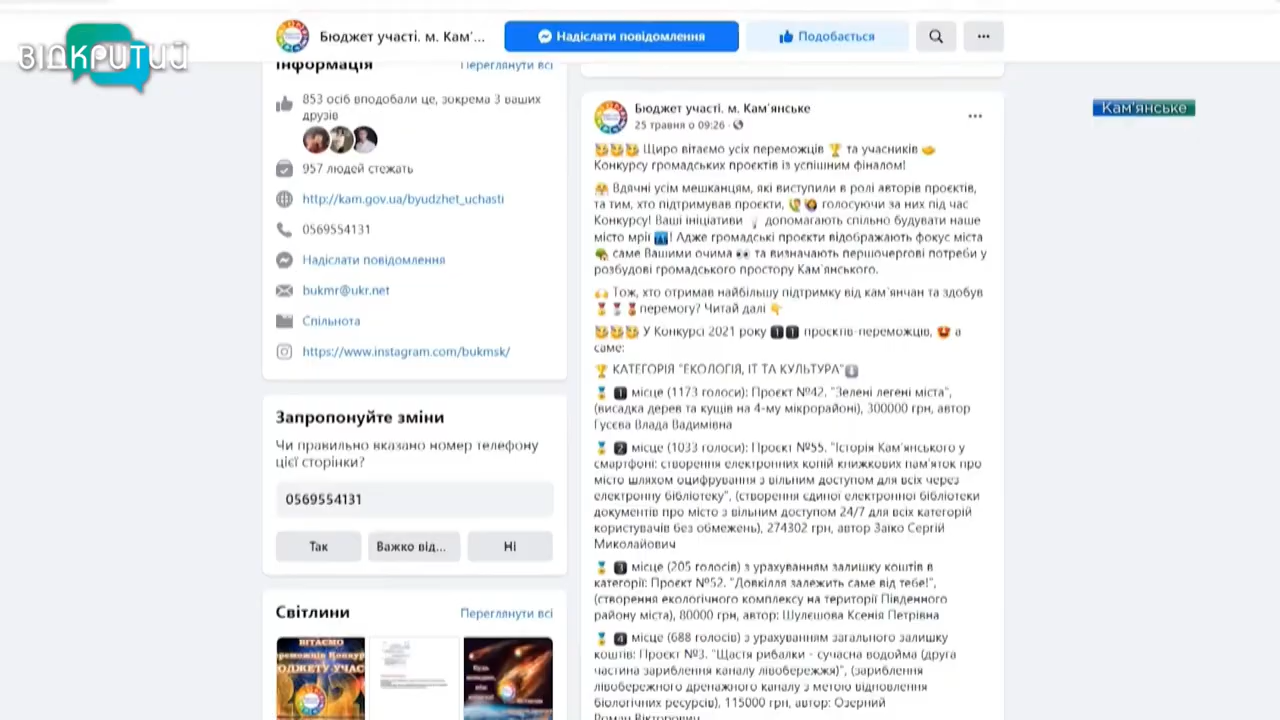 ВІДКРИТИЙ
Бюджет участі. м. Кам'...
Надіслати повідомлення
Подобається
Кам'янське
Інформація
Переглянути всі
853 осіб вподобали це, зокрема 3 ваших
друзів
957 людей стежать
http://kam.gov.ua/byudzhet_uchasti
0569554131
Надіслати повідомлення
bukmr@ukr.net
Спільнота
https://www.instagram.com/bukmsk/
Запропонуйте зміни
Чи правильно вказано номер телефону
цієї сторінки?
0569554131
Так
Важко від...
Ні
Світлини
Переглянути всі
ВІТАЄМО
Бюджет участі. м. Кам'янське
25 травня о 09:26
Щиро вітаємо усіх переможців 🏆 та учасників
Конкурсу громадських проєктів із успішним фіналом!
Вдячні усім мешканцям, які виступили в ролі авторів проєктів,
та тим, хто підтримував проєкти, голосуючи за них під час
Конкурсу! Ваші ініціативи допомагають спільно будувати наше
місто мрії! Адже громадські проєкти відображають фокус міста
саме Вашими очима 👀 та визначають першочергові потреби у
розбудові громадського простору Кам'янського.
Тож, хто отримав найбільшу підтримку від кам'янчан та здобув
🥇🥈🥉перемогу? Читай далі
У Конкурсі 2021 року 1 1 проєктів-переможців, а
саме:
🏆 КАТЕГОРІЯ "ЕКОЛОГІЯ, ІТ ТА КУЛЬТУРА"
1 місце (1173 голоси): Проєкт №42. "Зелені легені міста",
(висадка дерев та кущів на 4-му мікрорайоні), 300000 грн, автор
Гусєва Влада Вадимівна
2 місце (1033 голоси): Проєкт №55. "Історія Кам'янського у
смартфоні: створення електронних копій книжкових пам'яток про
місто шляхом оцифрування з вільним доступом для всіх через
електронну бібліотеку", (створення єдиної електронної бібліотеки
документів про місто з вільним доступом 24/7 для всіх категорій
користувачів без обмежень), 274302 грн, автор Заіко Сергій
Миколайович
3 місце (205 голосів) з урахуванням залишку коштів в
категорії: Проєкт №52. "Довкілля залежить саме від тебе!",
(створення екологічного комплексу на території Південного
району міста), 80000 грн, автор: Шулєшова Ксенія Петрівна
4 місце (688 голосів) з урахуванням загального залишку
коштів: Проєкт №3. "Щастя рибалки - сучасна водойма (друга
частина зариблення каналу лівобережжя)", (зариблення
лівобережного дренажного каналу з метою відновлення
біологічних ресурсів), 115000 грн, автор: Озерний
Роман Вікторович